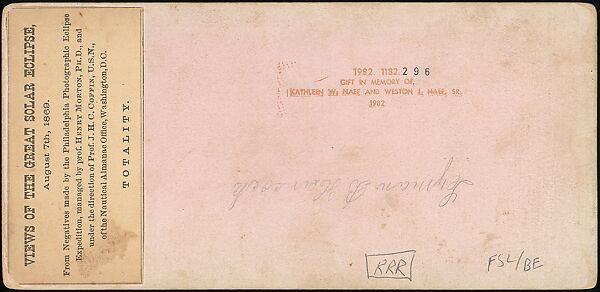 VIEWS OF THE GREAT SOLAR ECLIPSE,
August 7th, 1869.
From Negatives made by the Philadelphia Photographic Eclipse
Expedition, managed by prof. HENRY MORTON, PH.D., and
under the direction of Prof. J. H. C. COFFIN, U.S.N.,
of the Nautical Almanac Office, Washington, D.C.
TOTALITY.
1982. 1182.296
GIFT IN MEMORY OF,
KATHLEEN W. NAEF AND WESTON J. NAEF, SR.
1982
Lyman B Hancock
RRR
FSL/BE